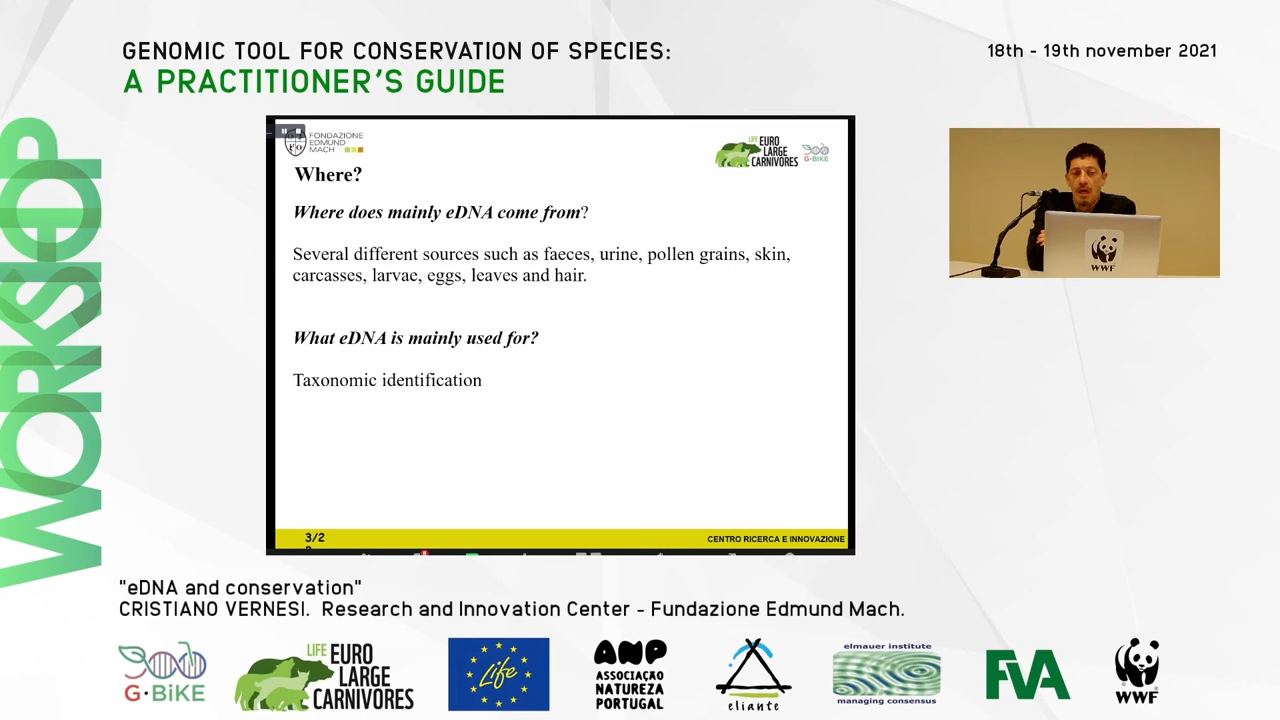 GENOMIC TOOL FOR CONSERVATION OF SPECIES:
A PRACTITIONER'S GUIDE
18th - 19th november 2021
WORKSHOP
FONDAZIONE
EDMUND
MACH
LIFE EURO
LARGE
CARNIVORES
G·BIKE
Where?
Where does mainly eDNA come from?
Several different sources such as faeces, urine, pollen grains, skin,
carcasses, larvae, eggs, leaves and hair.
What eDNA is mainly used for?
Taxonomic identification
3/2
CENTRO RICERCA E INNOVAZIONE
WWF
"eDNA and conservation"
CRISTIANO VERNESI. Research and Innovation Center - Fundazione Edmund Mach.
G·BiKE
LIFE EURO
LARGE
CARNIVORES
Life
ANP
ASSOCIAÇÃO
NATUREZA
PORTUGAL
eliante
elmauer institute
managing consensus
FVA
WWF